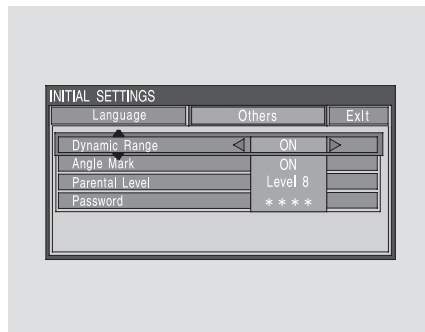 INITIAL SETTINGS
Language Others ExIt
Dynamic Range ON
Angle Mark ON
Parental Level Level 8
Password ****